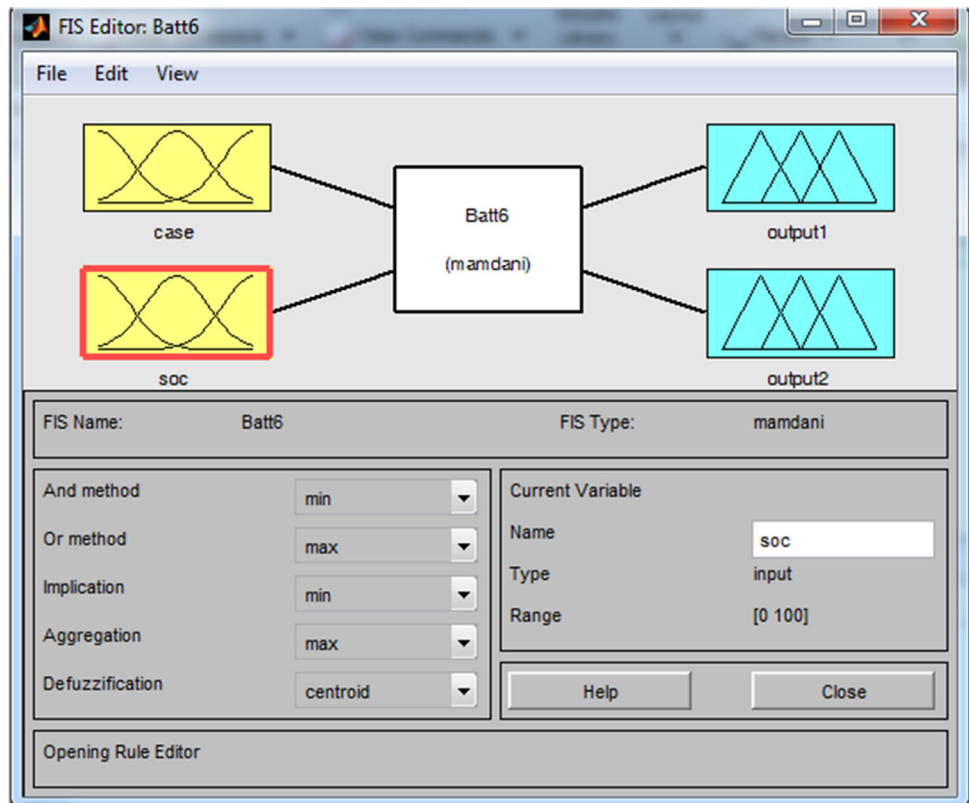 FIS Editor: Batt6
File Edit View
case
soc
Batt6
(mamdani)
output1
output2
FIS Name: Batt6 FIS Type: mamdani
And method min
Or method max
Implication min
Aggregation max
Defuzzification centroid
Current Variable
Name soc
Type input
Range [0 100]
Help Close
Opening Rule Editor